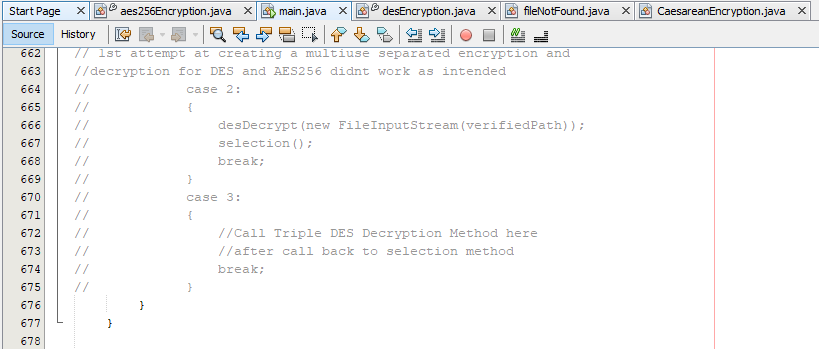 Start Page aes256Encryption.java main.java desEncryption.java fileNotFound.java CaesareanEncryption.java
Source History
662 // 1st attempt at creating a multiuse separated encryption and
663 //decryption for DES and AES256 didnt work as intended
664 // case 2:
665 // {
666 // desDecrypt(new FileInputStream(verifiedPath));
667 // selection();
668 // break;
669 // }
670 // case 3:
671 // {
672 // //Call Triple DES Decryption Method here
673 // //after call back to selection method
674 // break;
675 // }
676 }
677 }
678